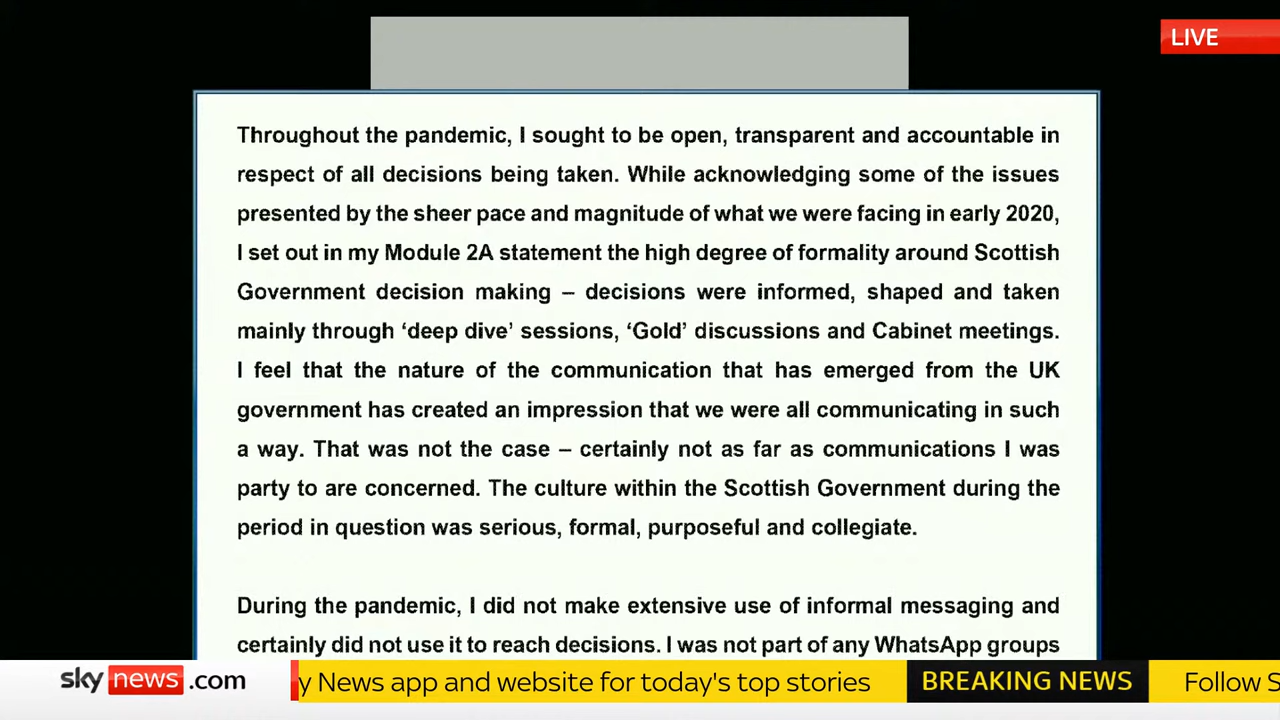 LIVE
Throughout the pandemic, I sought to be open, transparent and accountable in
respect of all decisions being taken. While acknowledging some of the issues
presented by the sheer pace and magnitude of what we were facing in early 2020,
I set out in my Module 2A statement the high degree of formality around Scottish
Government decision making – decisions were informed, shaped and taken
mainly through ‘deep dive’ sessions, ‘Gold’ discussions and Cabinet meetings.
I feel that the nature of the communication that has emerged from the UK
government has created an impression that we were all communicating in such
a way. That was not the case – certainly not as far as communications I was
party to are concerned. The culture within the Scottish Government during the
period in question was serious, formal, purposeful and collegiate.
During the pandemic, I did not make extensive use of informal messaging and
certainly did not use it to reach decisions. I was not part of any WhatsApp groups
sky news .com y News app and website for today's top stories BREAKING NEWS Follow S